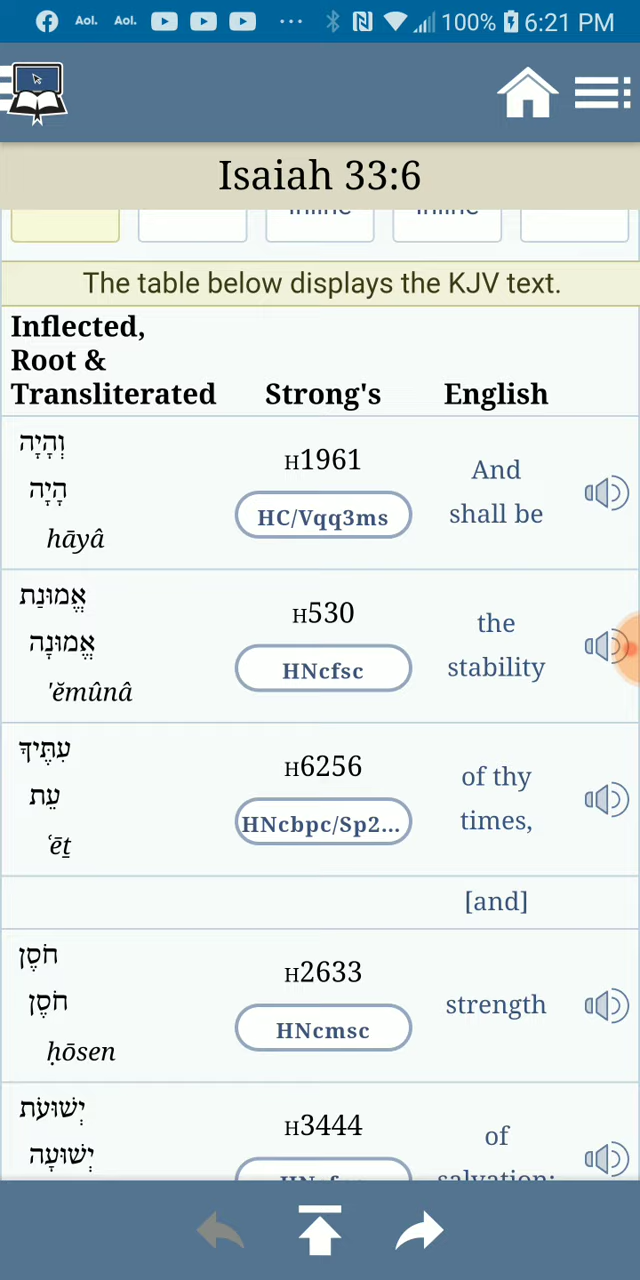 Aol. Aol. ... 100% 6:21 PM
Isaiah 33:6
The table below displays the KJV text.
Inflected,
Root &
Transliterated
Strong's
English
וְהָיָה
הָיָה
hāyâ
H1961
HC/Vqq3ms
And
shall be
אֱמוּנַת
אֱמוּנָה
'ĕmûnâ
H530
HNcfsc
the
stability
עִתֶּיךָ
עֵת
ʿēṯ
H6256
HNcbpc/Sp2...
of thy
times,
[and]
חֹסֶן
חֹסֶן
ḥōsen
H2633
HNcmsc
strength
יְשׁוּעֹת
יְשׁוּעָה
H3444
of
salvation: